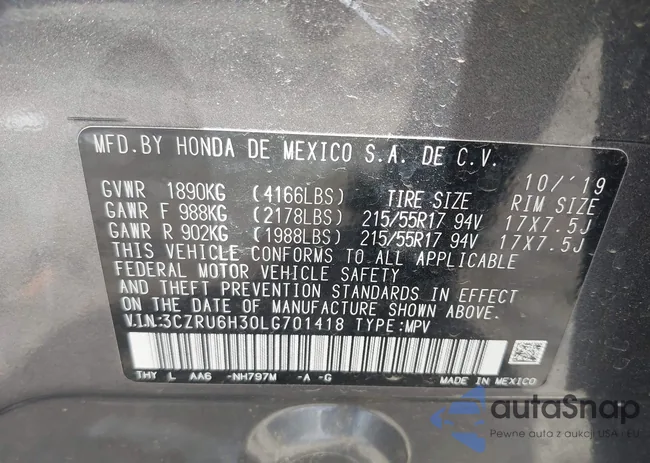 MFD.BY HONDA DE MEXICO S.A. DE C.V.
10/'19
GVWR 1890KG (4166LBS) TIRE SIZE RIM SIZE
GAWR F 988KG (2178LBS) 215/55R17 94V 17X7.5J
GAWR R 902KG (1988LBS) 215/55R17 94V 17X7.5J
THIS VEHICLE CONFORMS TO ALL APPLICABLE
FEDERAL MOTOR VEHICLE SAFETY
AND THEFT PREVENTION STANDARDS IN EFFECT
ON THE DATE OF MANUFACTURE SHOWN ABOVE.
V.I.N:3CZRU6H30LG701418 TYPE:MPV
THY L AA6 -NH797M -A -G MADE IN MEXICO
autaSnap
Pewne auta z aukcji USA i EU